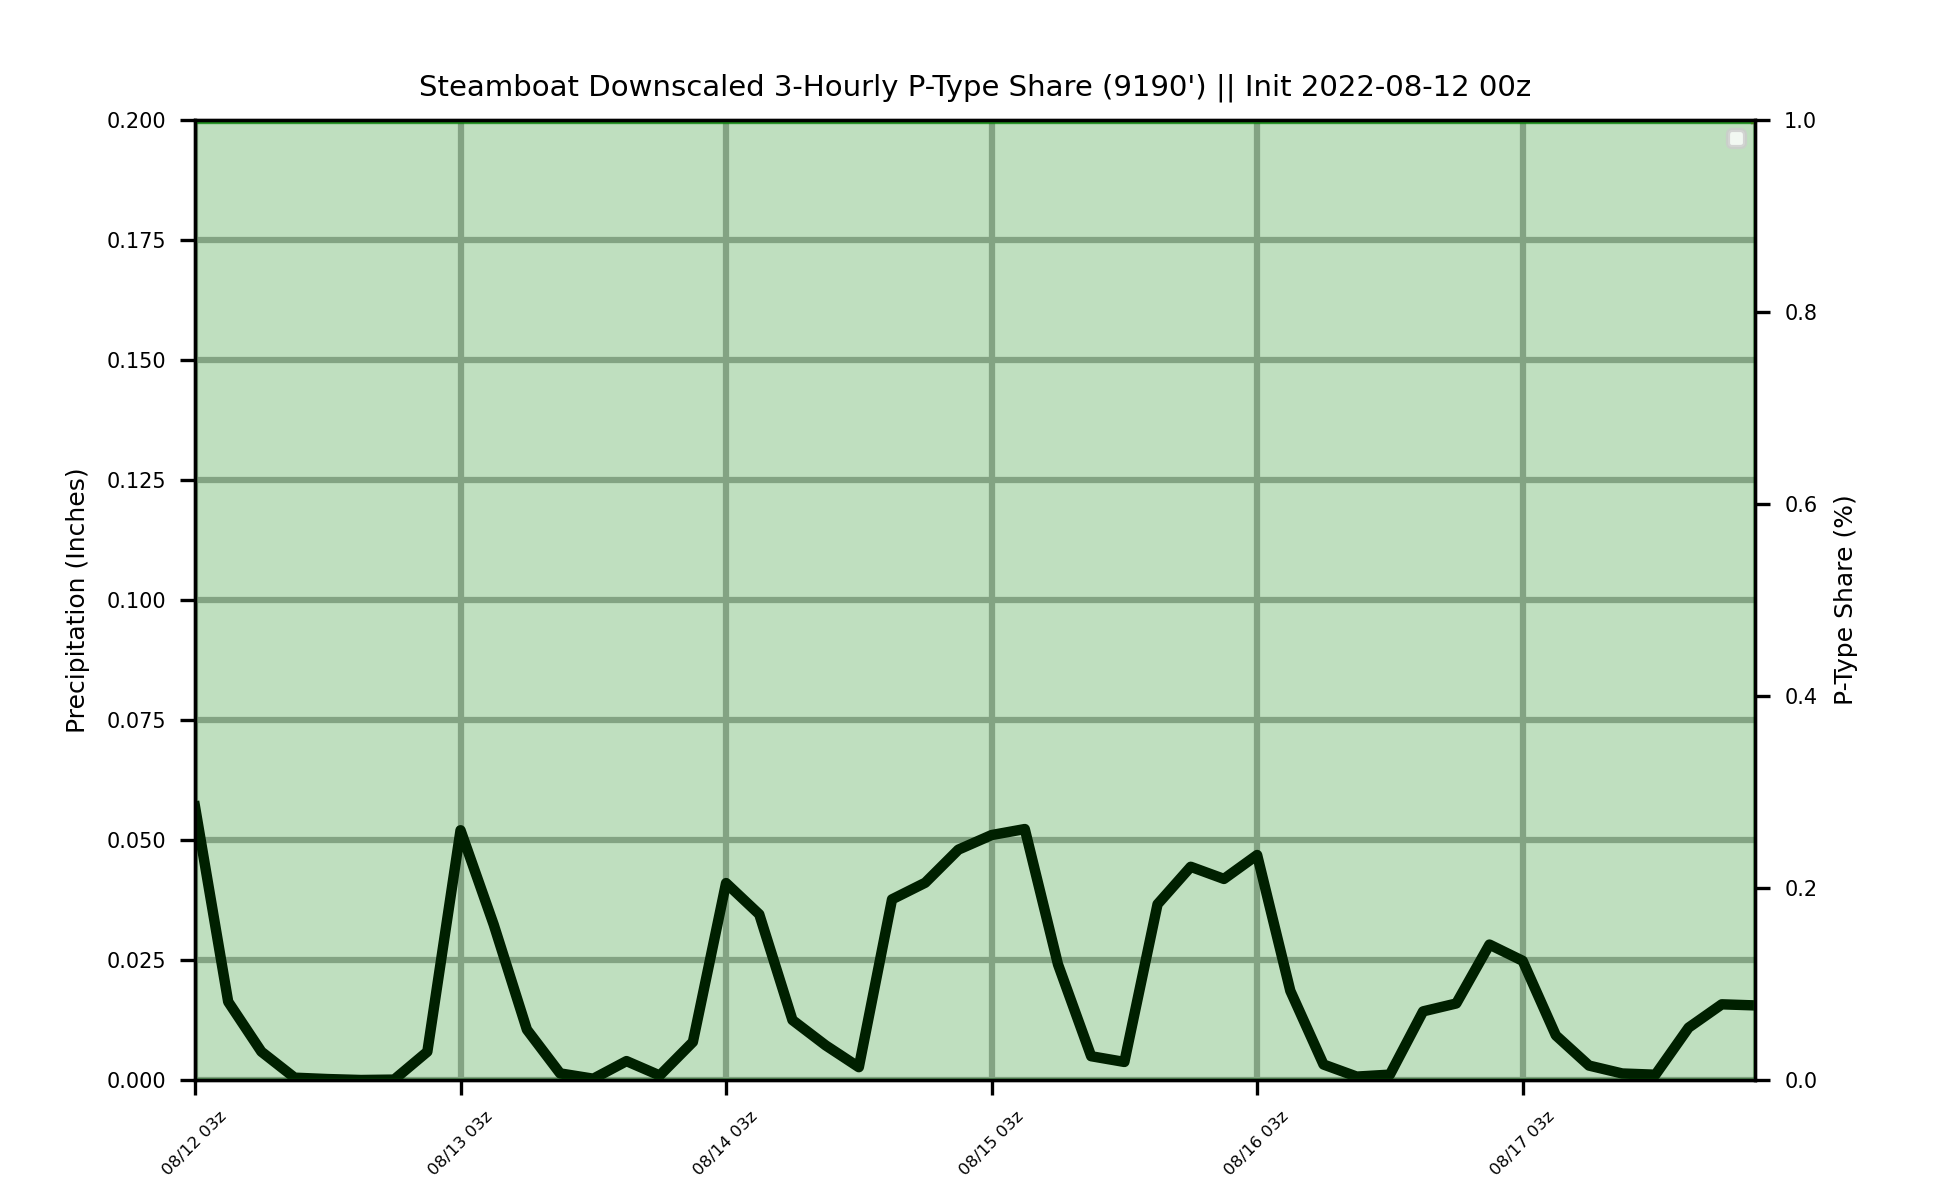 Steamboat Downscaled 3-Hourly P-Type Share (9190') || Init 2022-08-12 00z
0.200
0.175
0.150
0.125
0.100
0.075
0.050
0.025
0.000
Precipitation (Inches)
1.0
0.8
0.6
0.4
0.2
0.0
P-Type Share (%)
08/12 03z
08/13 03z
08/14 03z
08/15 03z
08/16 03z
08/17 03z